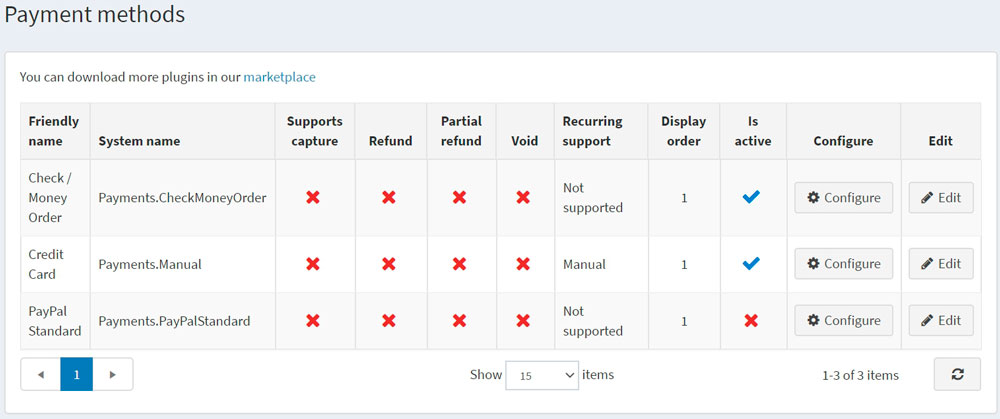 Payment methods
You can download more plugins in our marketplace
Friendly name System name Supports capture Refund Partial refund Void Recurring support Display order Is active Configure Edit
Check / Money Order Payments.CheckMoneyOrder Not supported 1 Configure Edit
Credit Card Payments.Manual Manual 1 Configure Edit
PayPal Standard Payments.PayPalStandard Not supported 1 Configure Edit
1 Show 15 items 1-3 of 3 items